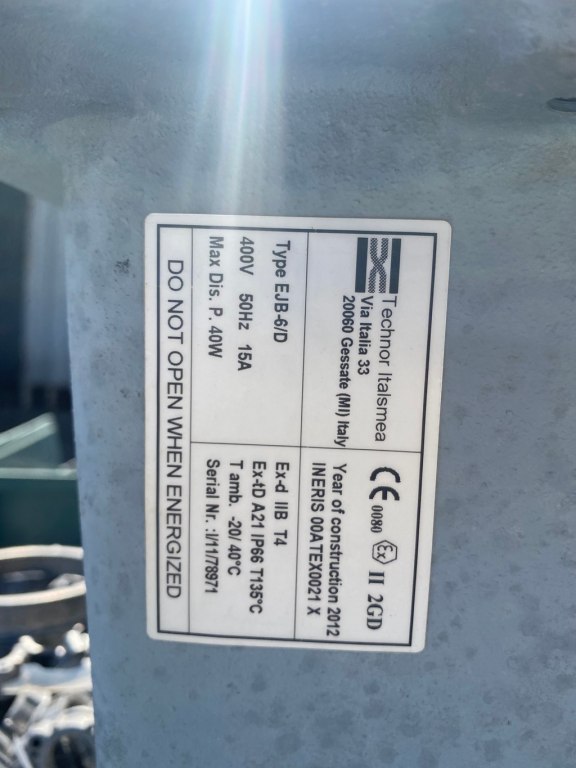 Technor Italsmea
Via Italia 33
20060 Gessate (MI) Italy
CE 0080 Ex II 2GD
Year of construction 2012
INERIS 00ATEX0021 X
Type EJB-6/D
400V 50Hz 15A
Max Dis. P. 40W
Ex-d IIB T4
Ex-tD A21 IP66 T135°C
T amb. -20/ 40°C
Serial Nr. :I/11/78971
DO NOT OPEN WHEN ENERGIZED